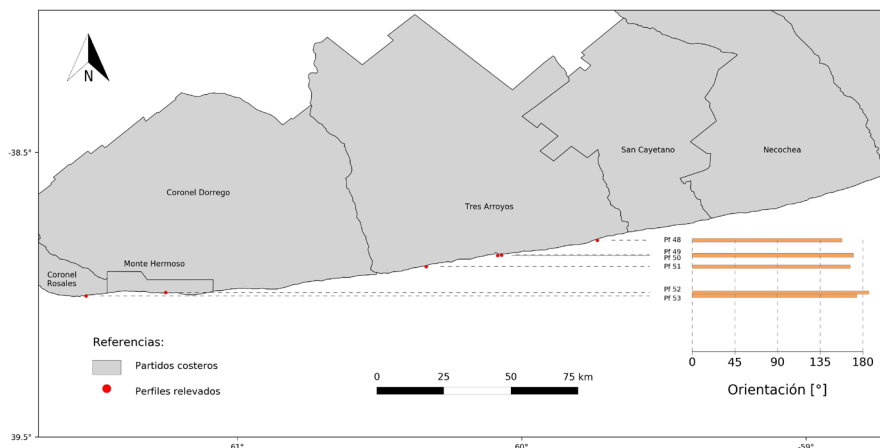 N
-38.5°
San Cayetano
Necochea
Coronel Dorrego
Tres Arroyos
Pf 48
Pf 49
Pf 50
Monte Hermoso
Pf 51
Coronel
Rosales
Pf 52
Pf 53
Referencias:
Partidos costeros
Perfiles relevados
0 25 50 75 km
0 45 90 135 180
Orientación [°]
-39.5°
-61°
-60°
-59°